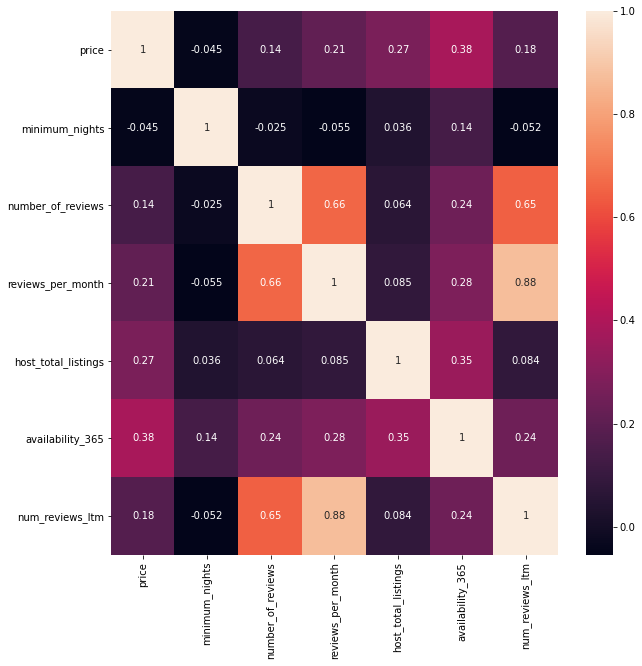 1.0
price 1 -0.045 0.14 0.21 0.27 0.38 0.18
minimum_nights -0.045 1 -0.025 -0.055 0.036 0.14 -0.052
0.8
number_of_reviews 0.14 -0.025 1 0.66 0.064 0.24 0.65
0.6
reviews_per_month 0.21 -0.055 0.66 1 0.085 0.28 0.88
0.4
host_total_listings 0.27 0.036 0.064 0.085 1 0.35 0.084
0.2
availability_365 0.38 0.14 0.24 0.28 0.35 1 0.24
num_reviews_ltm 0.18 -0.052 0.65 0.88 0.084 0.24 1
0.0
price
minimum_nights
number_of_reviews
reviews_per_month
host_total_listings
availability_365
num_reviews_ltm